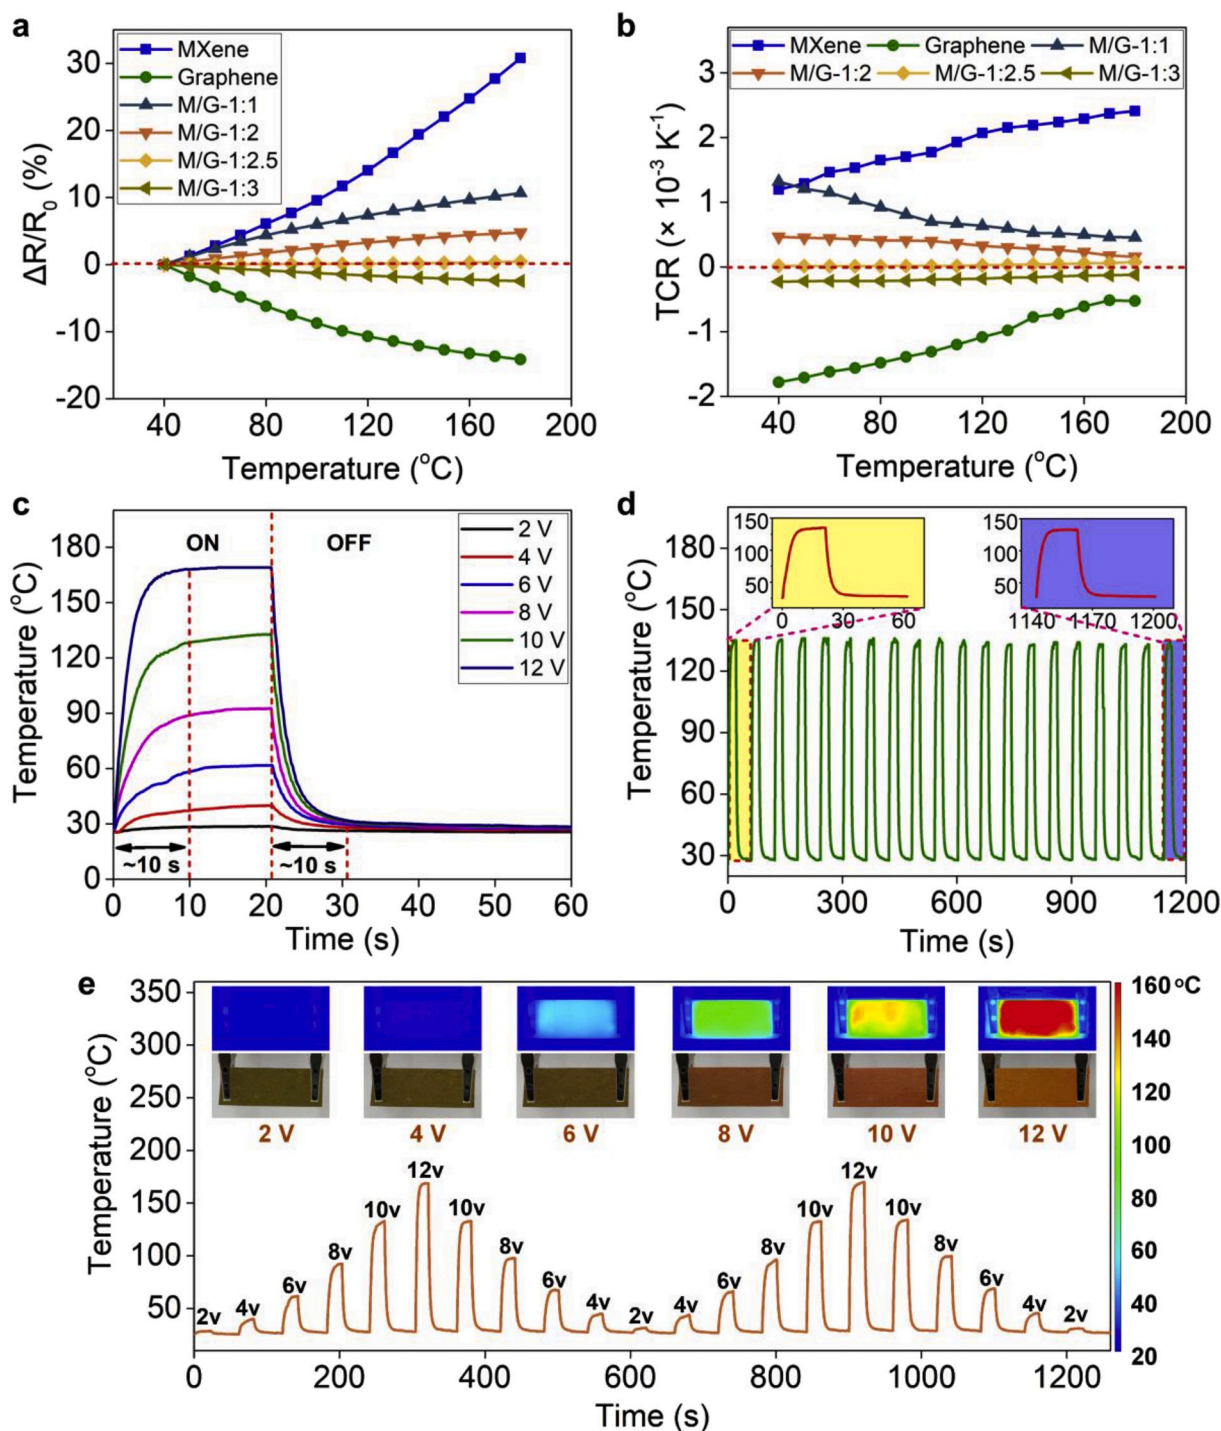 a
MXene
Graphene
M/G-1:1
M/G-1:2
M/G-1:2.5
M/G-1:3
30
20
10
0
-10
-20
ΔR/R₀ (%)
40 80 120 160 200
Temperature (°C)
b
MXene Graphene M/G-1:1
M/G-1:2 M/G-1:2.5 M/G-1:3
3
2
1
0
-1
-2
TCR (× 10⁻³ K⁻¹)
40 80 120 160 200
Temperature (°C)
c
ON OFF
2 V
4 V
6 V
8 V
10 V
12 V
180
150
120
90
60
30
0
Temperature (°C)
~10 s ~10 s
0 10 20 30 40 50 60
Time (s)
d
150
100
50
0 30 60
150
100
50
1140 1170 1200
180
150
120
90
60
30
Temperature (°C)
0 300 600 900 1200
Time (s)
e
350
300
250
200
150
100
50
Temperature (°C)
2 V 4 V 6 V 8 V 10 V 12 V
2v 4v 6v 8v 10v 12v 10v 8v 6v 4v 2v 4v 6v 8v 10v 12v 10v 8v 6v 4v 2v
0 200 400 600 800 1000 1200
Time (s)
160 °C
140
120
100
80
60
40
20